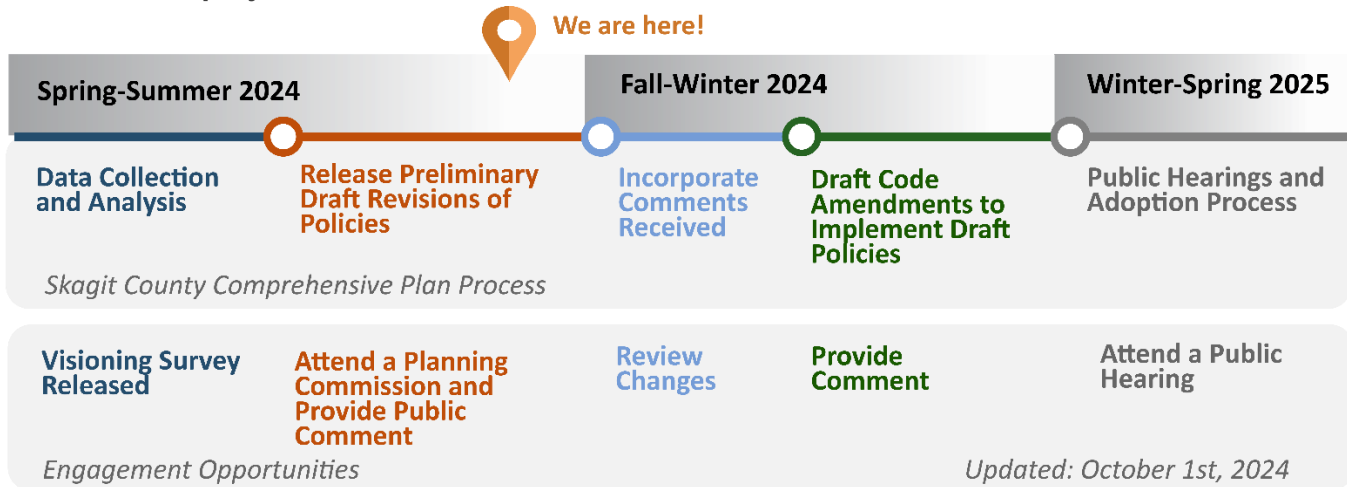 We are here!
Spring-Summer 2024
Fall-Winter 2024
Winter-Spring 2025
Data Collection
and Analysis
Release Preliminary
Draft Revisions of
Policies
Incorporate
Comments
Received
Draft Code
Amendments to
Implement Draft
Policies
Public Hearings and
Adoption Process
Skagit County Comprehensive Plan Process
Visioning Survey
Released
Attend a Planning
Commission and
Provide Public
Comment
Review
Changes
Provide
Comment
Attend a Public
Hearing
Engagement Opportunities
Updated: October 1st, 2024